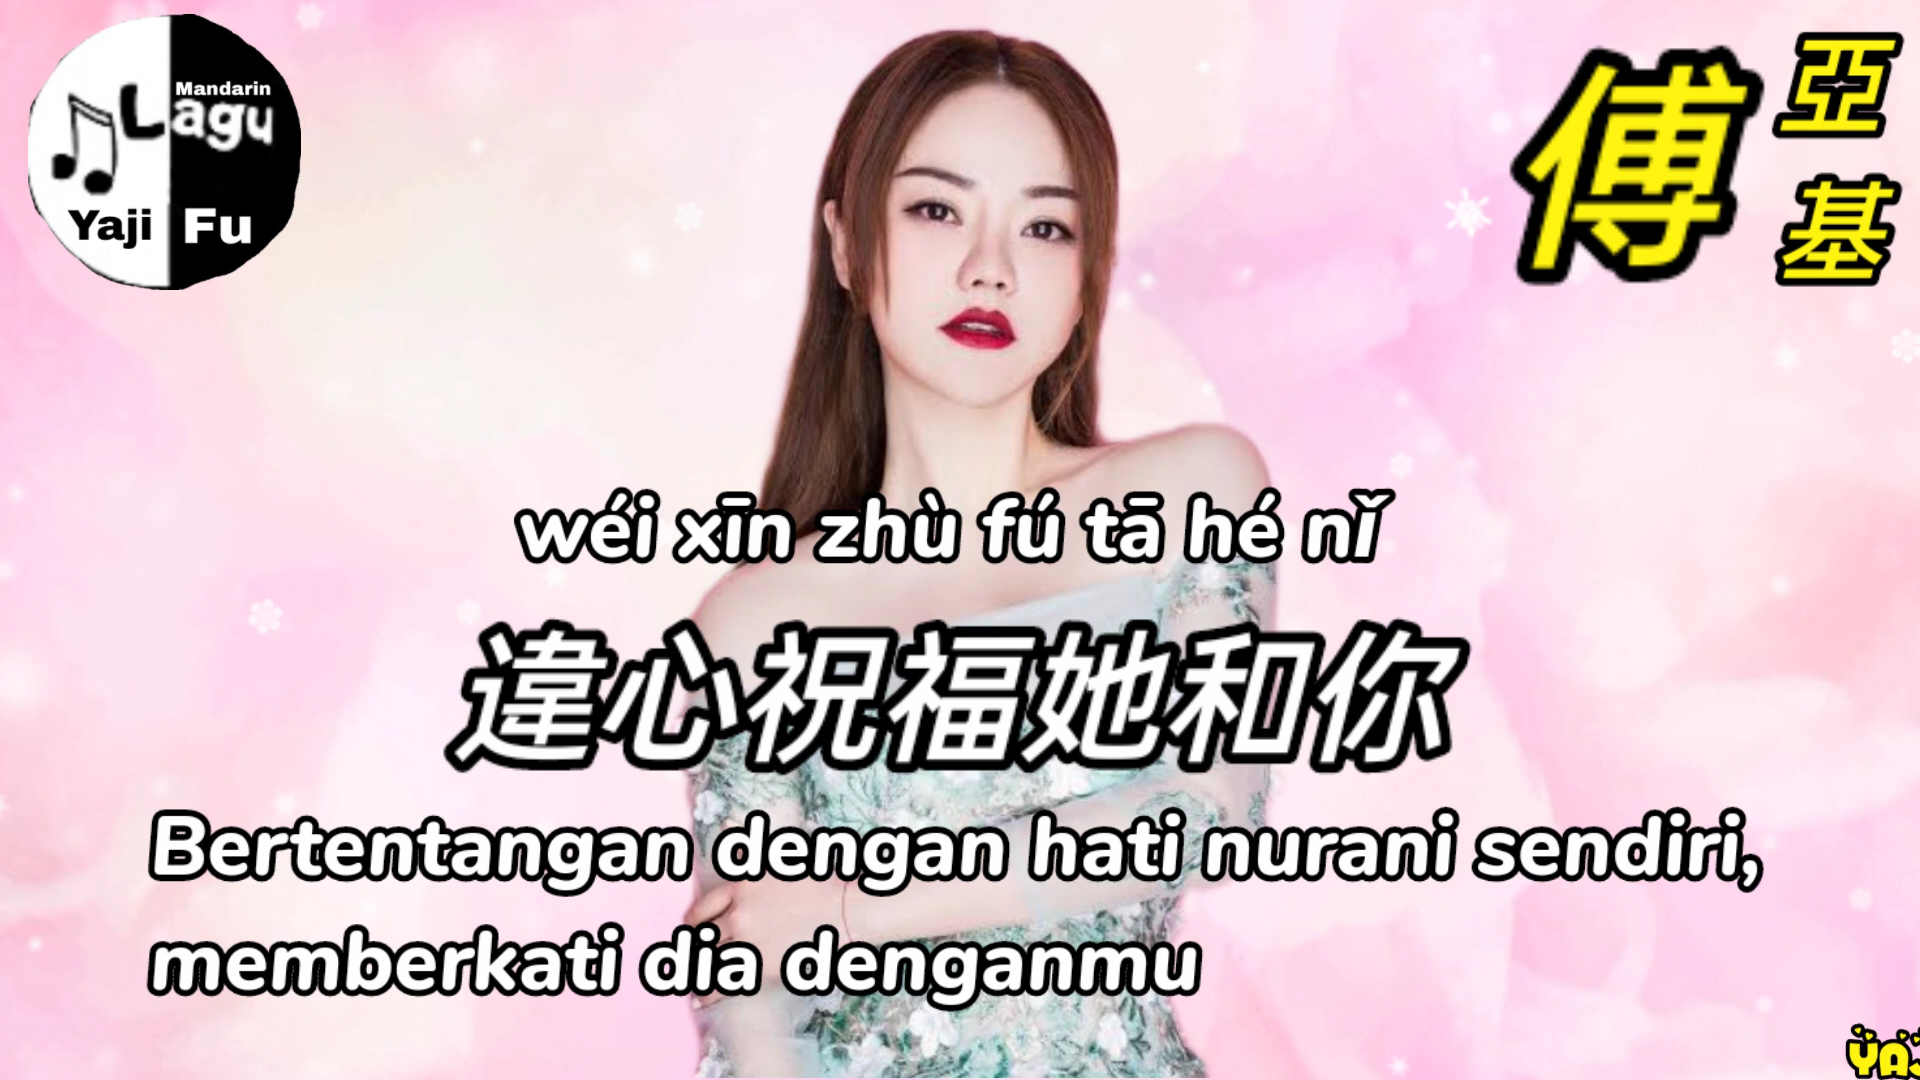 Mandarin
Lagu
Yaji Fu
傅
亞
基
wéi xīn zhù fú tā hé nǐ
違心祝福她和你
Bertentangan dengan hati nurani sendiri,
memberkati dia denganmu